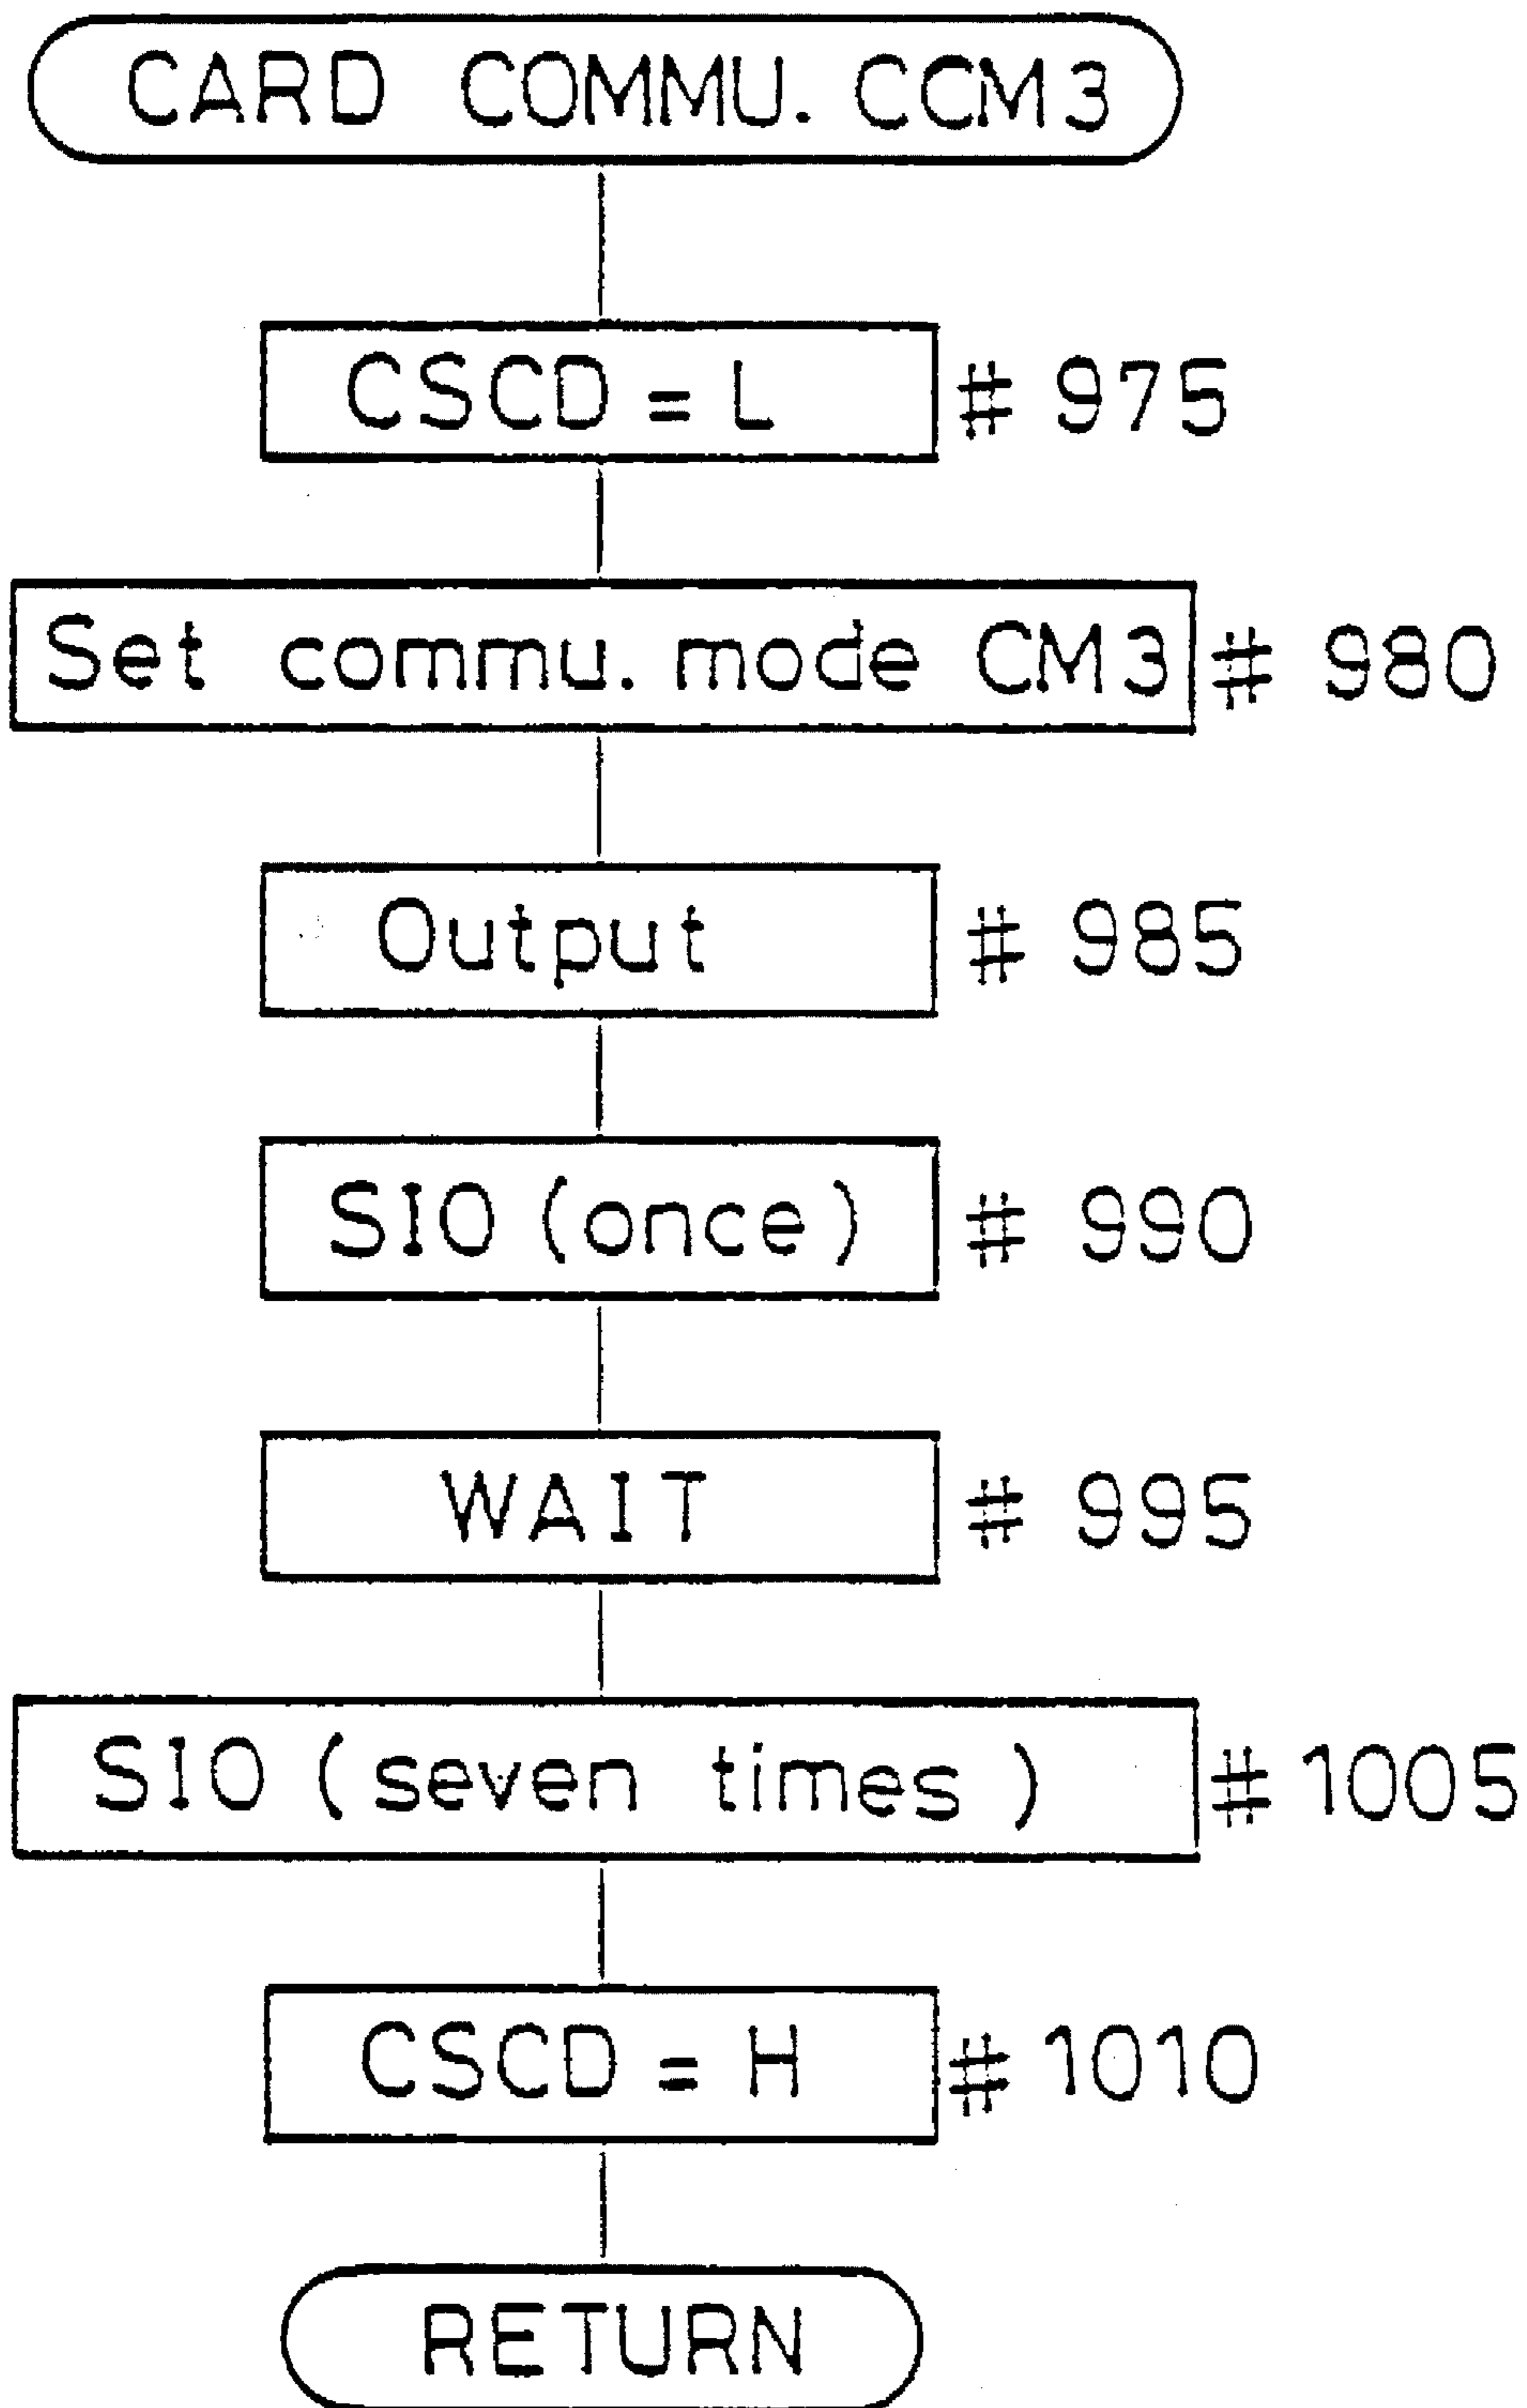 CARD COMMU. CCM3
CSCD = L # 975
Set commu. mode CM3 # 980
Output # 985
SIO (once) # 990
WAIT # 995
SIO (seven times) # 1005
CSCD = H # 1010
RETURN